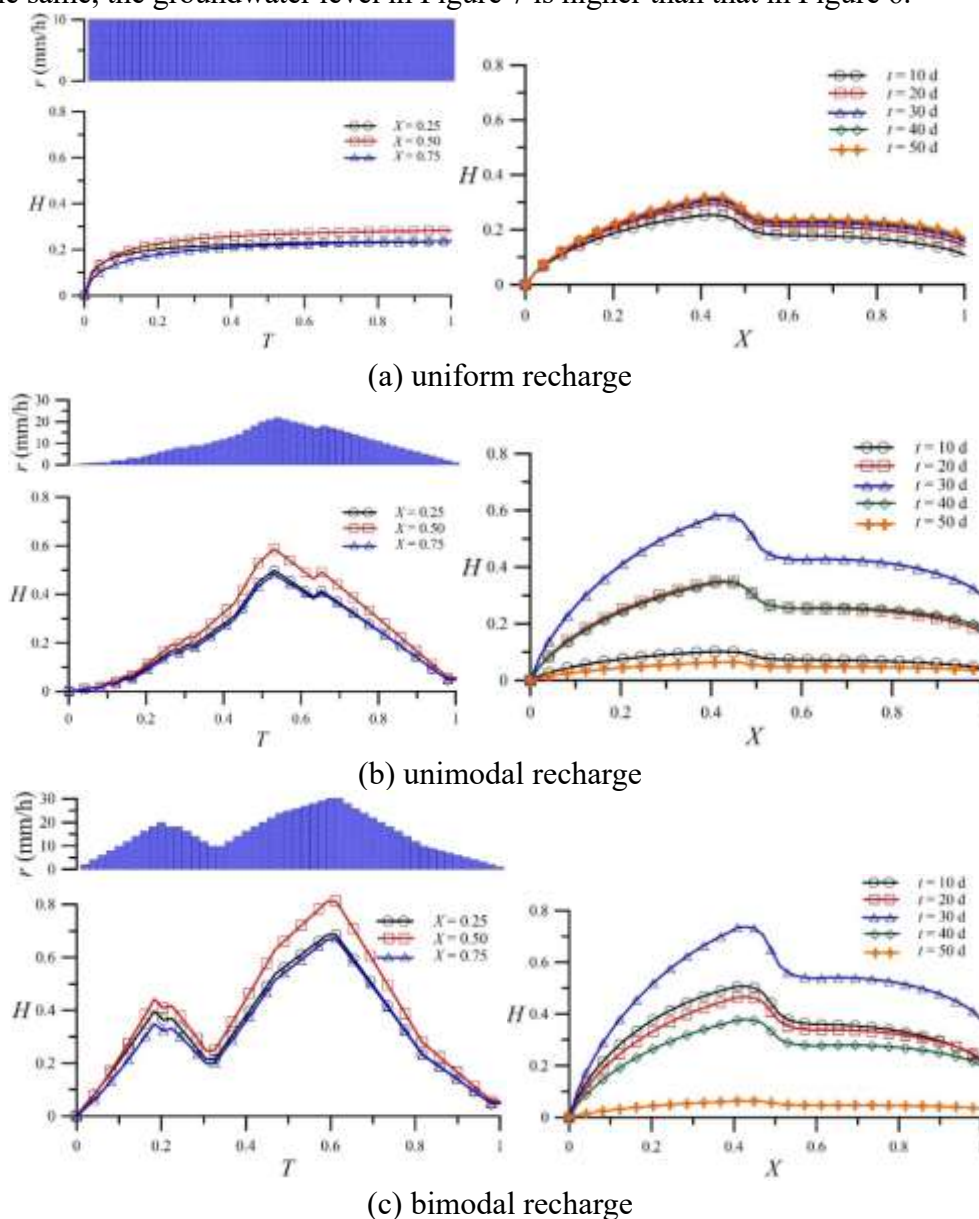 the same, the groundwater level in Figure 7 is higher than that in Figure 6.
10
r (mm/h)
0
0.8
X = 0.25
X = 0.50
X = 0.75
0.6
H 0.4
0.2
0
0 0.2 0.4 0.6 0.8 1
T
0.8
t = 10 d
t = 20 d
t = 30 d
t = 40 d
t = 50 d
0.6
H 0.4
0.2
0
0 0.2 0.4 0.6 0.8 1
X
(a) uniform recharge
30
20
10
0
r (mm/h)
0.8
X = 0.25
X = 0.50
X = 0.75
0.6
H 0.4
0.2
0
0 0.2 0.4 0.6 0.8 1
T
0.8
t = 10 d
t = 20 d
t = 30 d
t = 40 d
t = 50 d
0.6
H 0.4
0.2
0
0 0.2 0.4 0.6 0.8
X
(b) unimodal recharge
30
20
10
0
r (mm/h)
0.8
X = 0.25
X = 0.50
X = 0.75
0.6
H 0.4
0.2
0
0 0.2 0.4 0.6 0.8 1
T
0.8
t = 10 d
t = 20 d
t = 30 d
t = 40 d
t = 50 d
0.6
H 0.4
0.2
0
0 0.2 0.4 0.6 0.8
X
(c) bimodal recharge